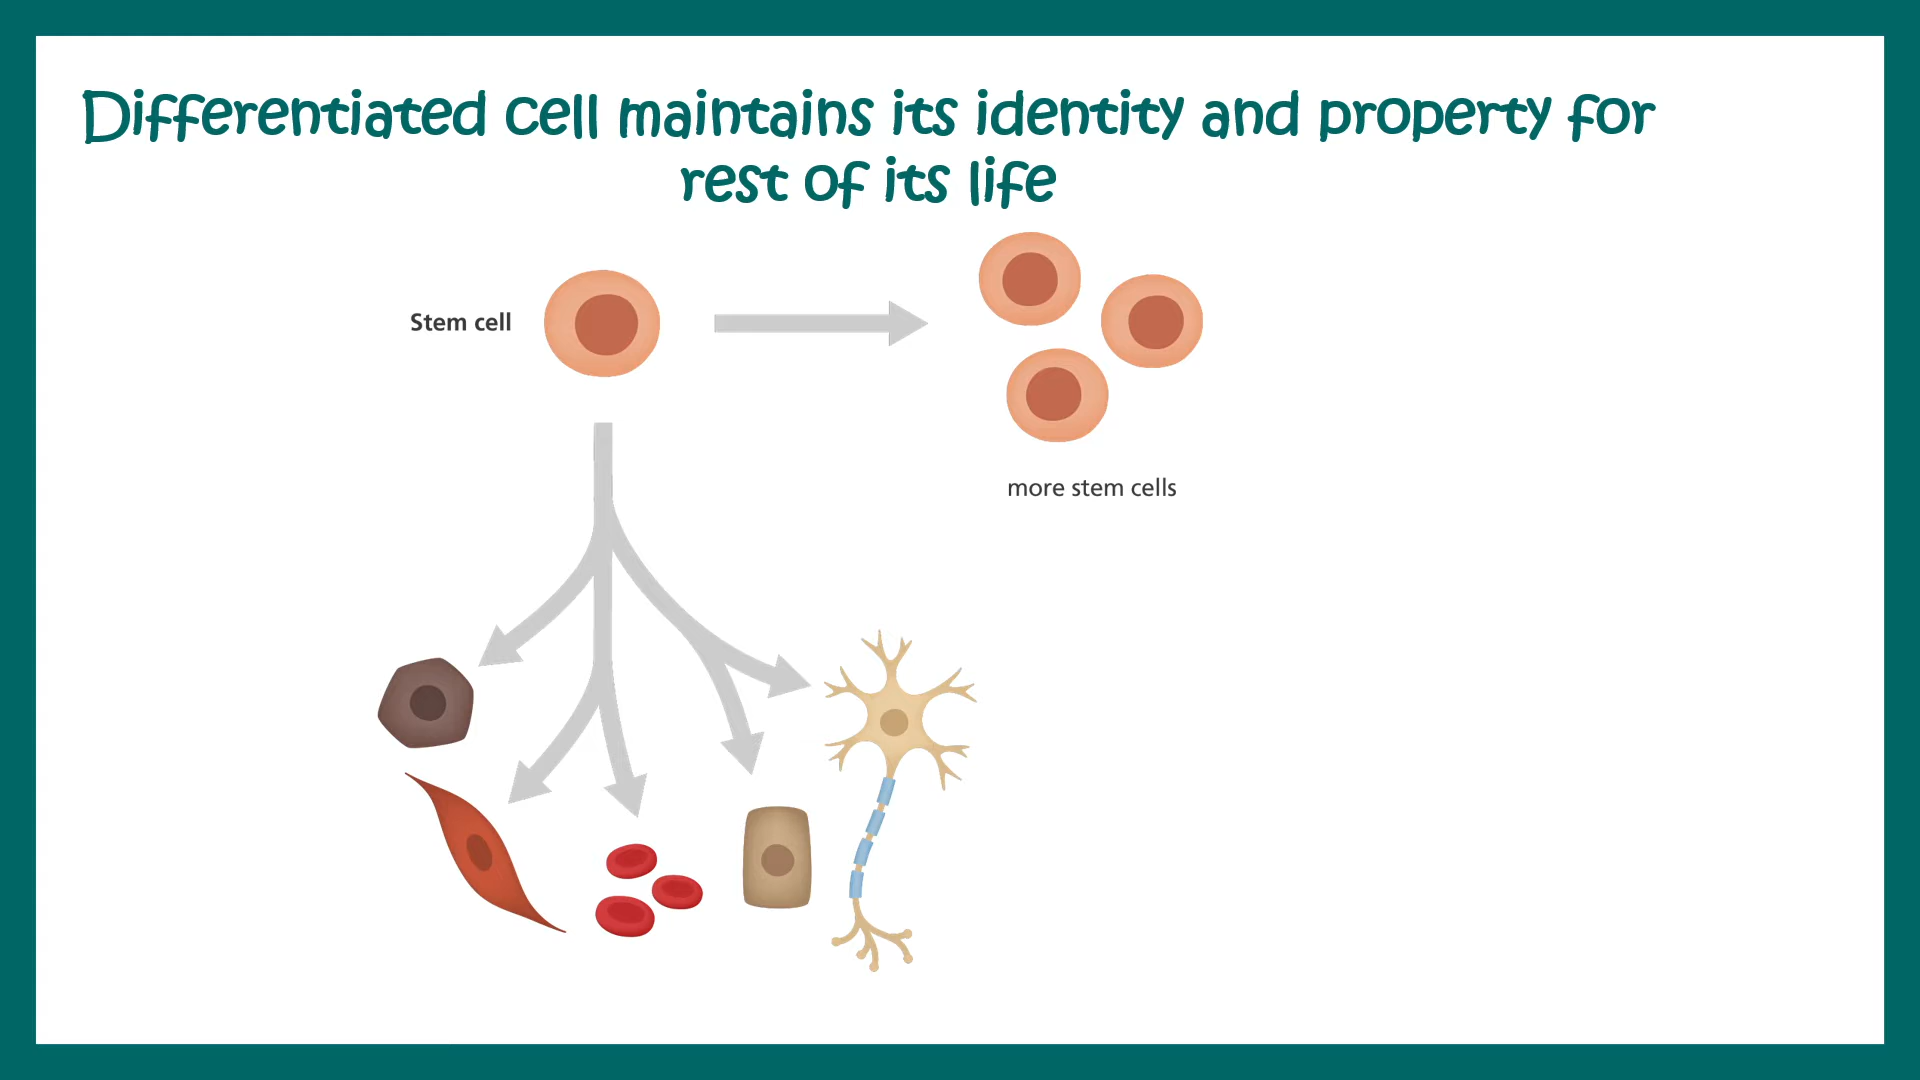 Differentiated cell maintains its identity and property for
rest of its life
Stem cell
more stem cells